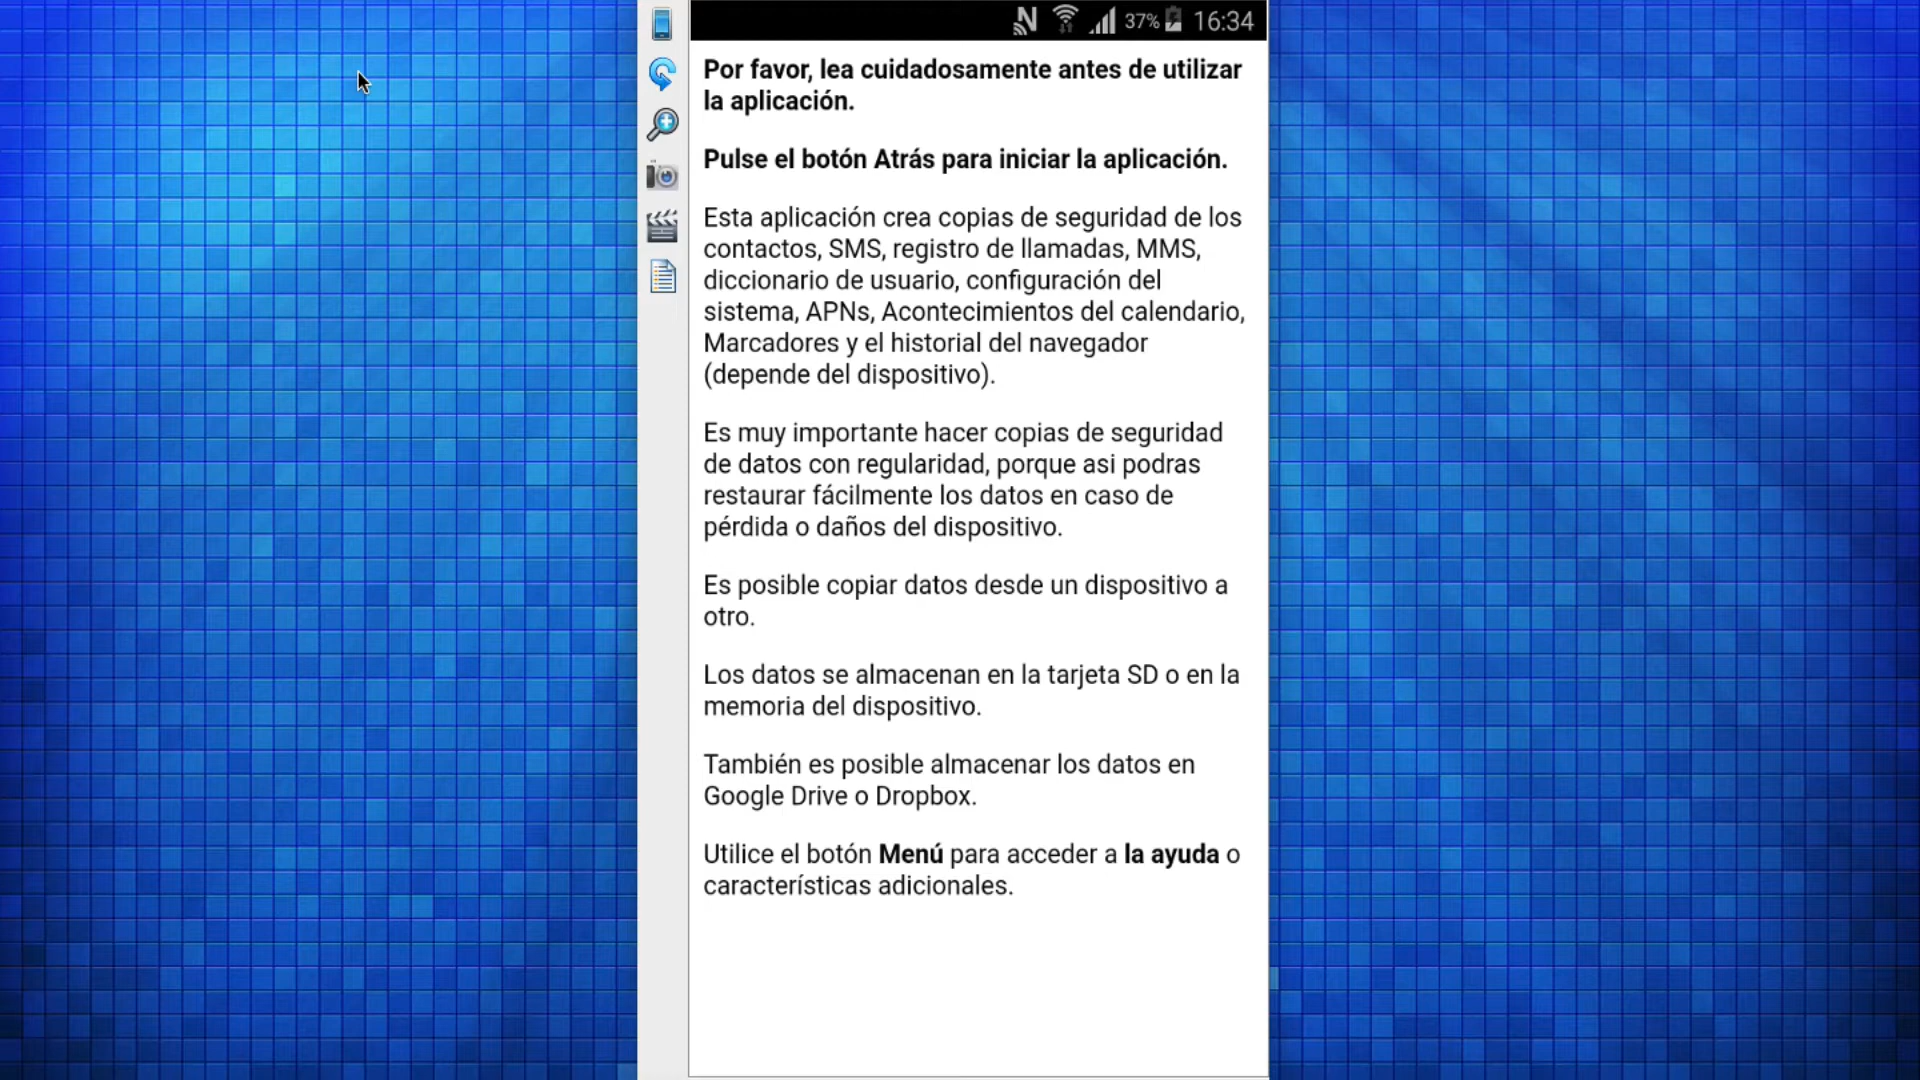 37% 16:34
Por favor, lea cuidadosamente antes de utilizar
la aplicación.
Pulse el botón Atrás para iniciar la aplicación.
Esta aplicación crea copias de seguridad de los
contactos, SMS, registro de llamadas, MMS,
diccionario de usuario, configuración del
sistema, APNs, Acontecimientos del calendario,
Marcadores y el historial del navegador
(depende del dispositivo).
Es muy importante hacer copias de seguridad
de datos con regularidad, porque asi podras
restaurar fácilmente los datos en caso de
pérdida o daños del dispositivo.
Es posible copiar datos desde un dispositivo a
otro.
Los datos se almacenan en la tarjeta SD o en la
memoria del dispositivo.
También es posible almacenar los datos en
Google Drive o Dropbox.
Utilice el botón Menú para acceder a la ayuda o
características adicionales.